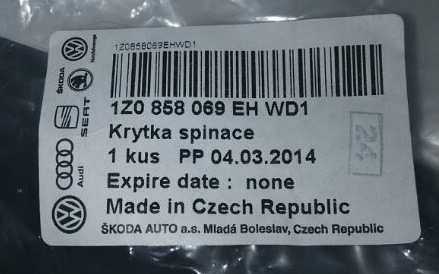 1Z0858069EHWD1
ŠKODA
SEAT
Audi
1Z0 858 069 EH WD1
Krytka spinace
1 kus PP 04.03.2014
24
Expire date : none
Made in Czech Republic
ŠKODA AUTO a.s. Mladá Boleslav, Czech Republic